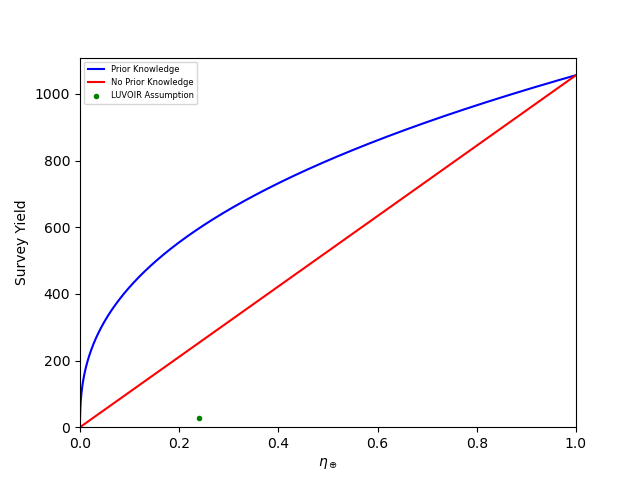 Prior Knowledge
No Prior Knowledge
LUVOIR Assumption
Survey Yield
1000
800
600
400
200
0
0.0 0.2 0.4 0.6 0.8 1.0
η⊕